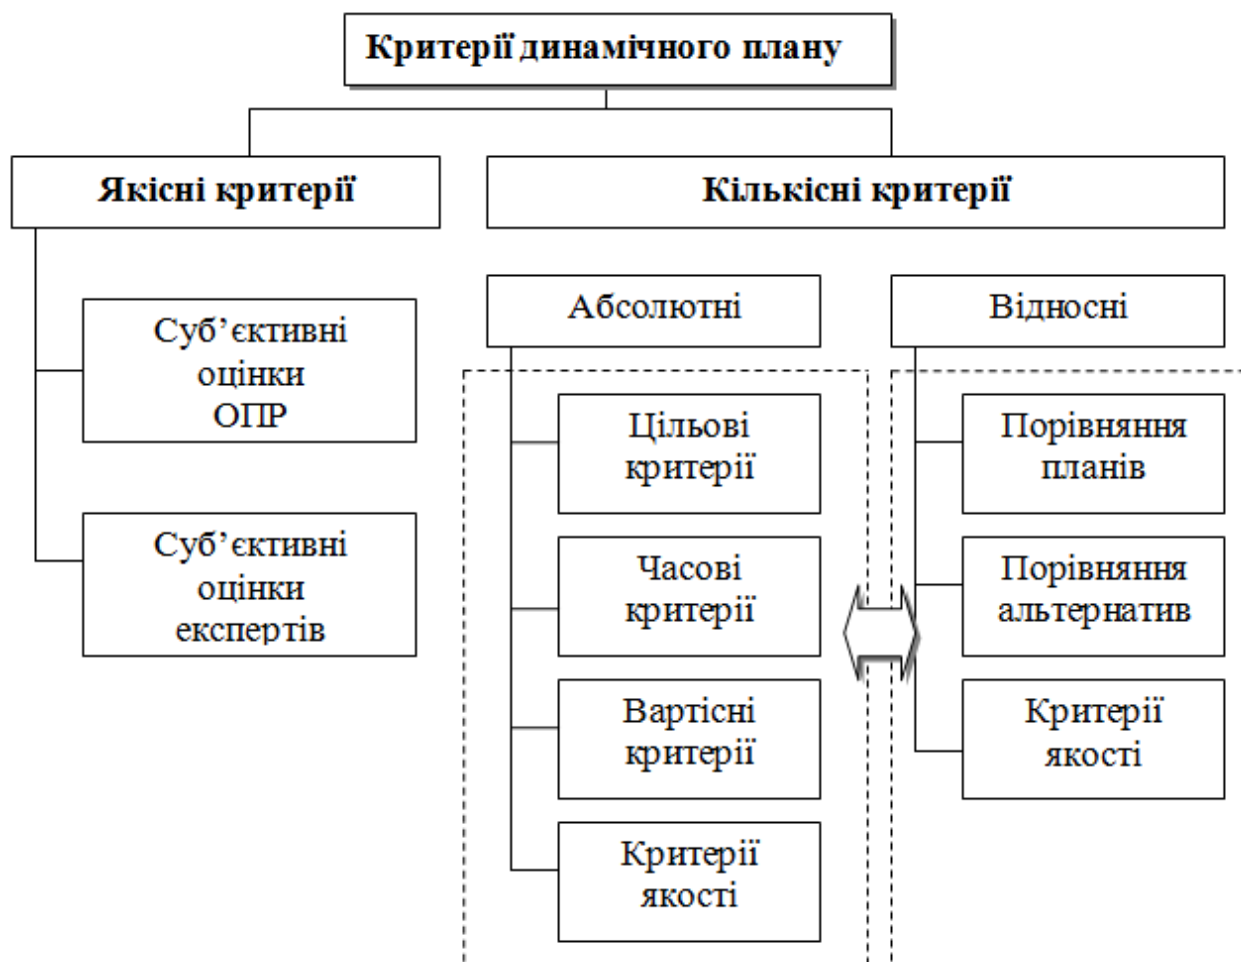 Критерії динамічного плану
Якісні критерії
Кількісні критерії
Суб’єктивні
оцінки
ОПР
Суб’єктивні
оцінки
експертів
Абсолютні
Цільові
критерії
Часові
критерії
Вартісні
критерії
Критерії
якості
Відносні
Порівняння
планів
Порівняння
альтернатив
Критерії
якості